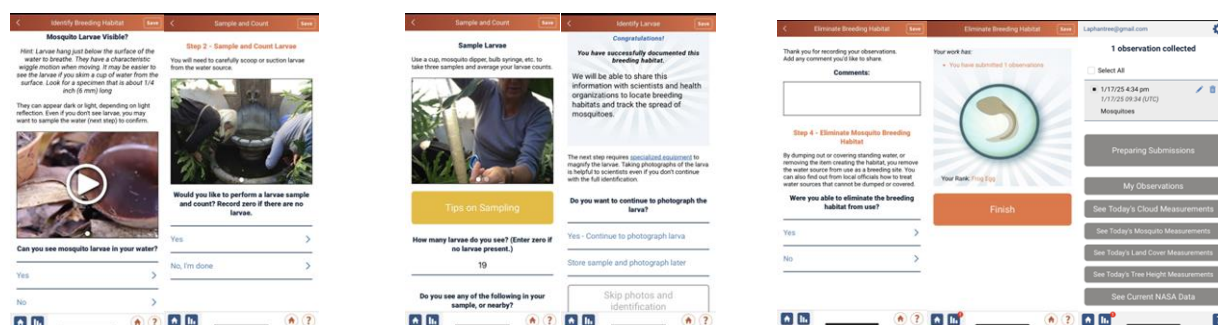 Identify Breeding Habitat
Save
Mosquito Larvae Visible?
Hint: Larvae hang just below the surface of the
water to breathe. They have a characteristic
wiggle motion when moving. It may be easier to
see the larvae if you skim a cup of water from the
surface. Look for a specimen that is about 1/4
inch (6 mm) long
They can appear dark or light, depending on light
reflection. Even if you don't see larvae, you may
want to sample the water (next step) to confirm.
Can you see mosquito larvae in your water?
Yes
No
Sample and Count
Save
Step 2 - Sample and Count Larvae
You will need to carefully scoop or suction larvae
from the water source.
Would you like to perform a larvae sample
and count? Record zero if there are no
larvae.
Yes
No, I'm done
Sample and Count
Save
Sample Larvae
Use a cup, mosquito dipper, bulb syringe, etc. to
take three samples and average your larvae counts.
Tips on Sampling
How many larvae do you see? (Enter zero if
no larvae present.)
19
Do you see any of the following in your
sample, or nearby?
Identify Larvae
Save
Congratulations!
You have successfully documented this
breeding habitat.
We will be able to share this
information with scientists and health
organizations to locate breeding
habitats and track the spread of
mosquitoes.
The next step requires specialized equipment to
magnify the larvae. Taking photographs of the larva
is helpful to scientists even if you don't continue
with the full identification.
Do you want to continue to photograph the
larva?
Yes - Continue to photograph larva
Store sample and photograph later
Skip photos and
identification
Eliminate Breeding Habitat
Save
Thank you for recording your observations.
Add any comment you'd like to share.
Comments:
Step 4 - Eliminate Mosquito Breeding
Habitat
By dumping out or covering standing water, or
removing the item creating the habitat, you remove
the water source from use as a breeding site. You
can also find out from local officials how to treat
water sources that cannot be dumped or covered.
Were you able to eliminate the breeding
habitat from use?
Yes
No
Eliminate Breeding Habitat
Save
Your work has:
You have submitted 1 observations
Your Rank: Frog Egg
Finish
Laphantree@gmail.com
1 observation collected
Select All
1/17/25 4:34 pm
1/17/25 09:34 (UTC)
Mosquitoes
Preparing Submissions
My Observations
See Today's Cloud Measurements
See Today's Mosquito Measurements
See Today's Land Cover Measurements
See Today's Tree Height Measurements
See Current NASA Data